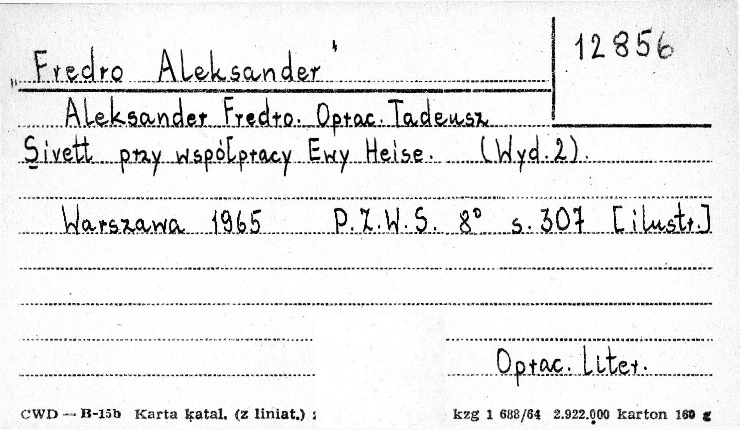 12856
„Fredro Aleksander"
Aleksander Fredro. Oprac. Tadeusz
Sivett przy współpracy Ewy Heise. (Wyd. 2).
Warszawa 1965 P.Z.W.S. 8° s. 307 [ilustr.]
Oprac. Liter.
CWD — B-15b Karta katal. (z liniat.) kzg 1 688/64 2.922.000 karton 160 g